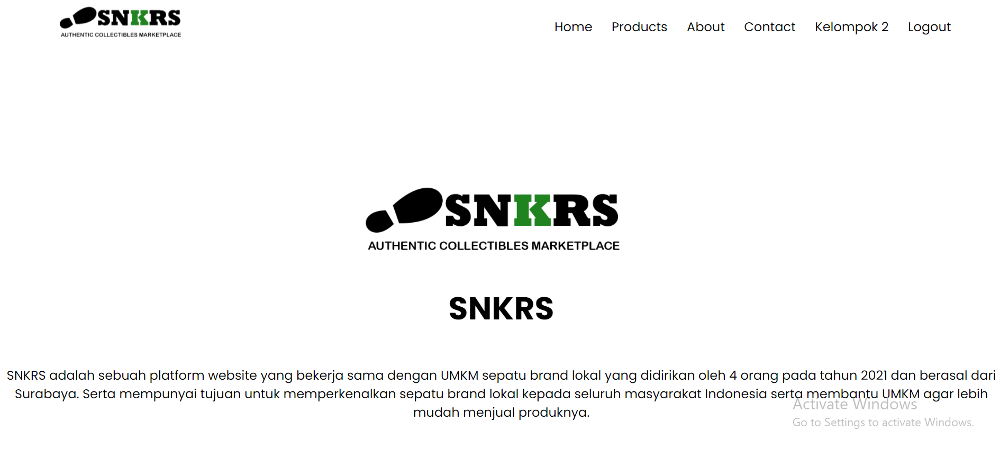 SNKRS
AUTHENTIC COLLECTIBLES MARKETPLACE
Home Products About Contact Kelompok 2 Logout
SNKRS
AUTHENTIC COLLECTIBLES MARKETPLACE
SNKRS
SNKRS adalah sebuah platform website yang bekerja sama dengan UMKM sepatu brand lokal yang didirikan oleh 4 orang pada tahun 2021 dan berasal dari
Surabaya. Serta mempunyai tujuan untuk memperkenalkan sepatu brand lokal kepada seluruh masyarakat Indonesia serta membantu UMKM agar lebih
mudah menjual produknya.
Activate Windows
Go to Settings to activate Windows.